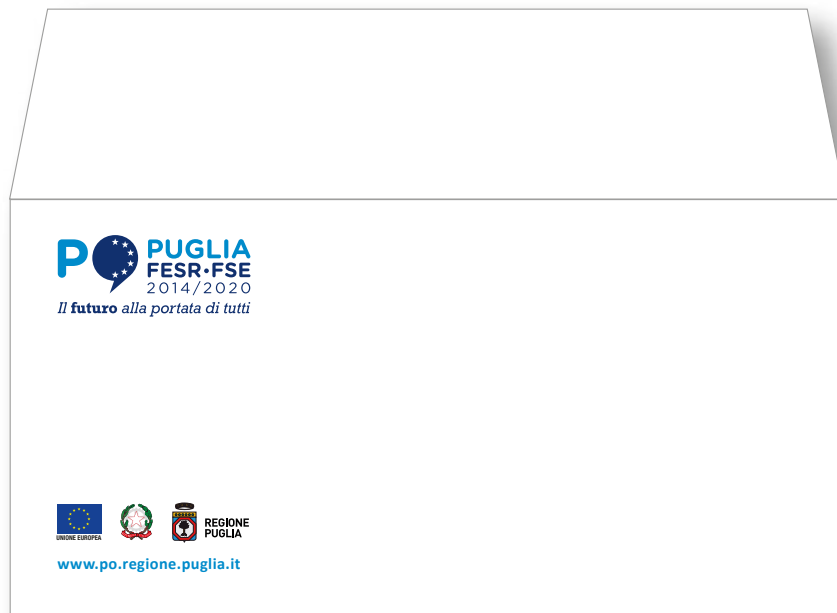 PO PUGLIA
FESR•FSE
2014/2020
Il futuro alla portata di tutti
UNIONE EUROPEA
REGIONE
PUGLIA
www.po.regione.puglia.it